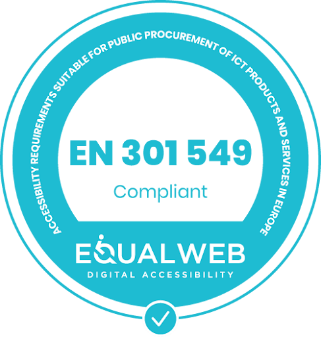 ACCESSIBILITY REQUIREMENTS SUITABLE FOR PUBLIC PROCUREMENT OF ICT PRODUCTS AND SERVICES IN EUROPE
EN 301 549
Compliant
EQUALWEB
DIGITAL ACCESSIBILITY